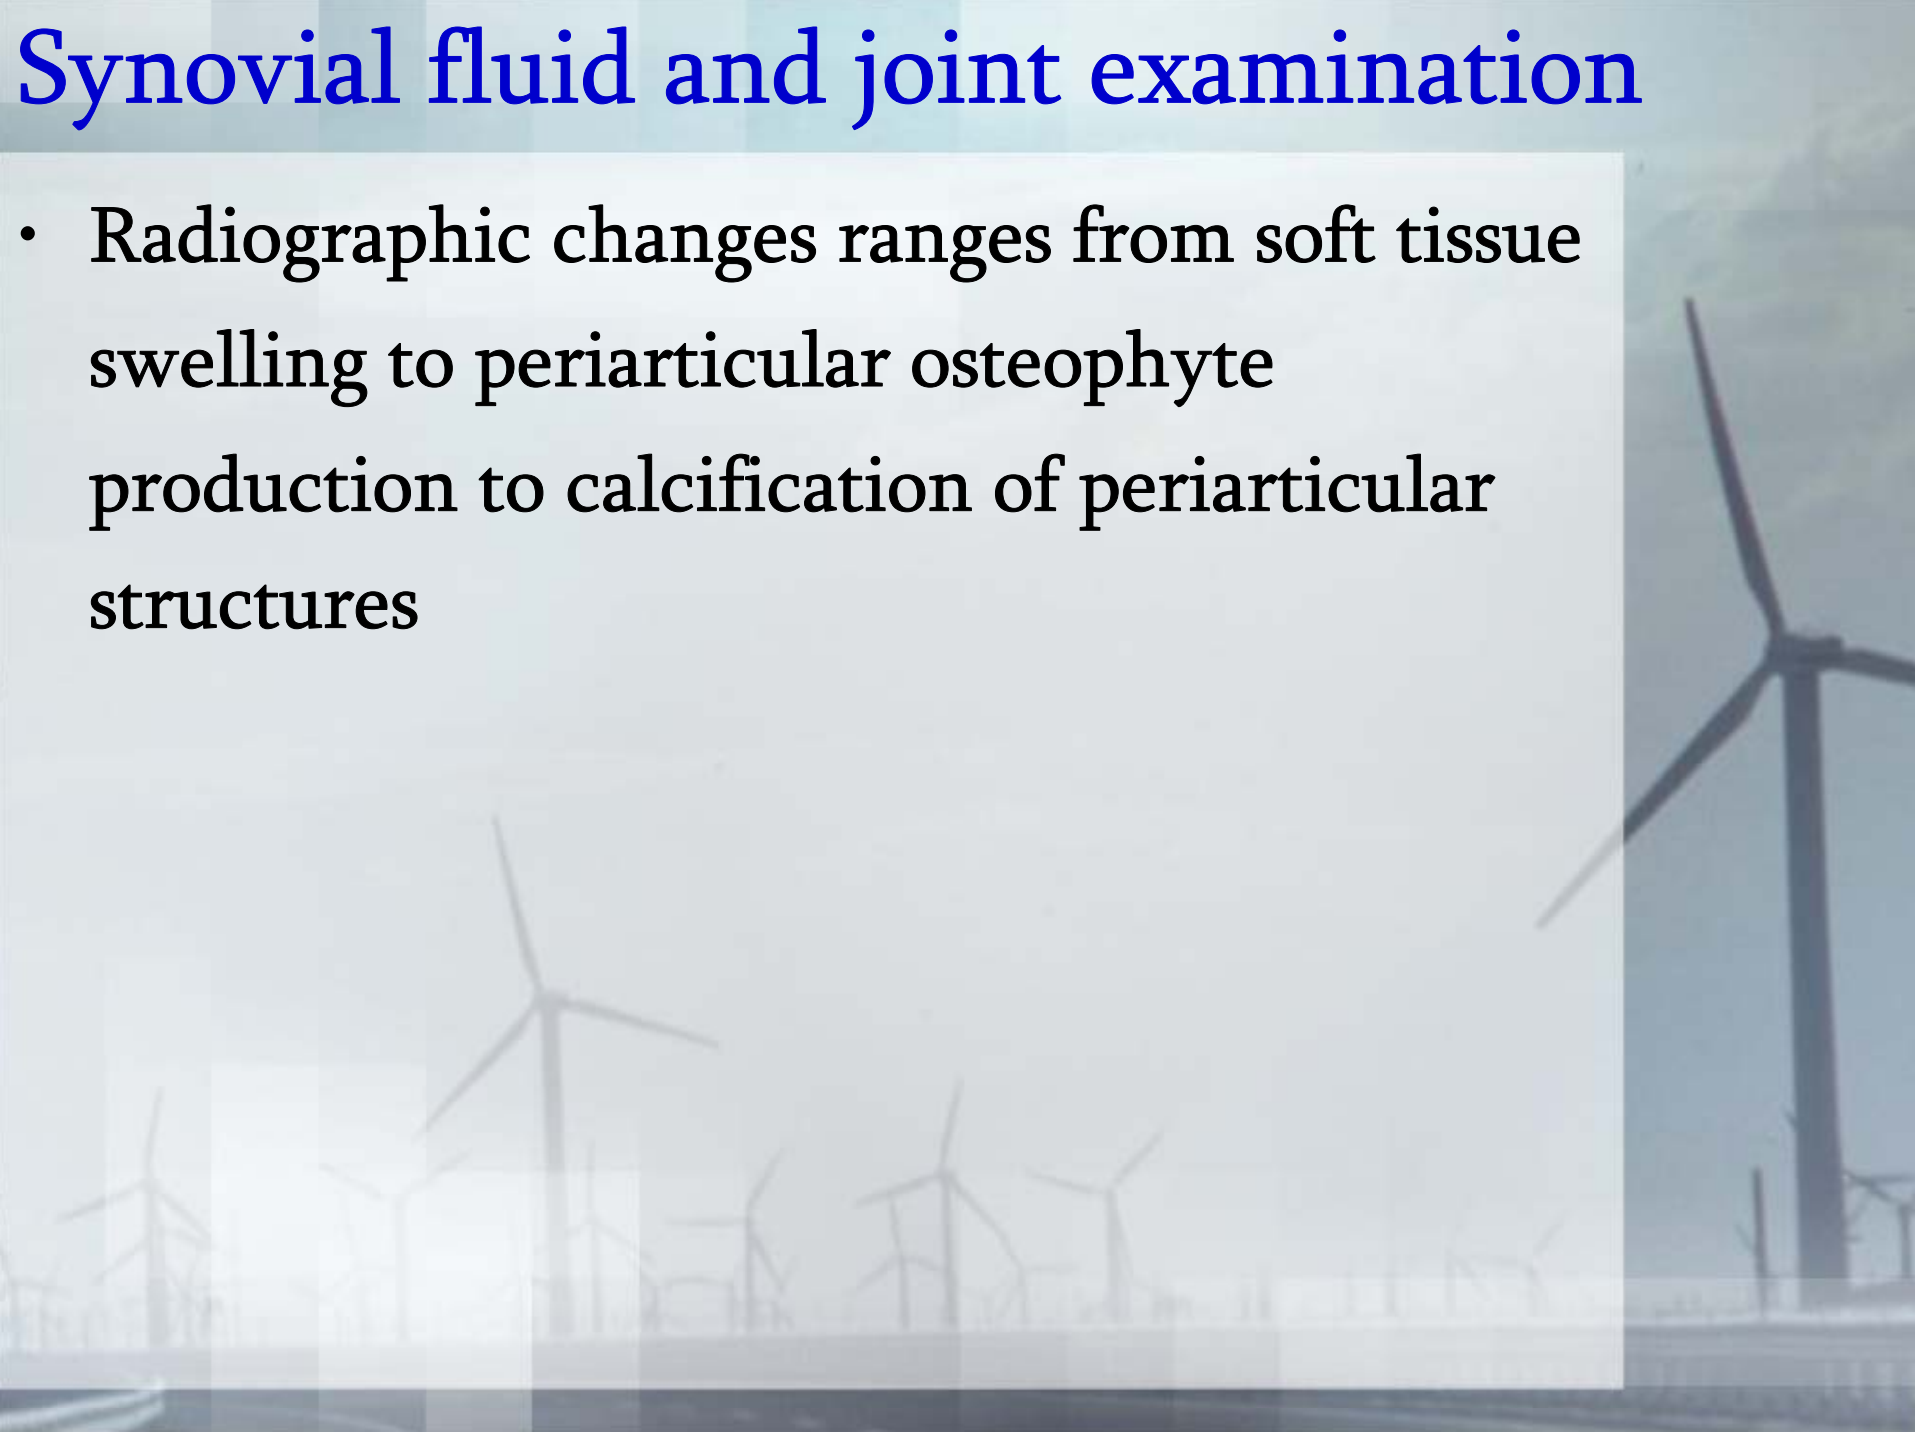 Synovial fluid and joint examination
• Radiographic changes ranges from soft tissue
swelling to periarticular osteophyte
production to calcification of periarticular
structures